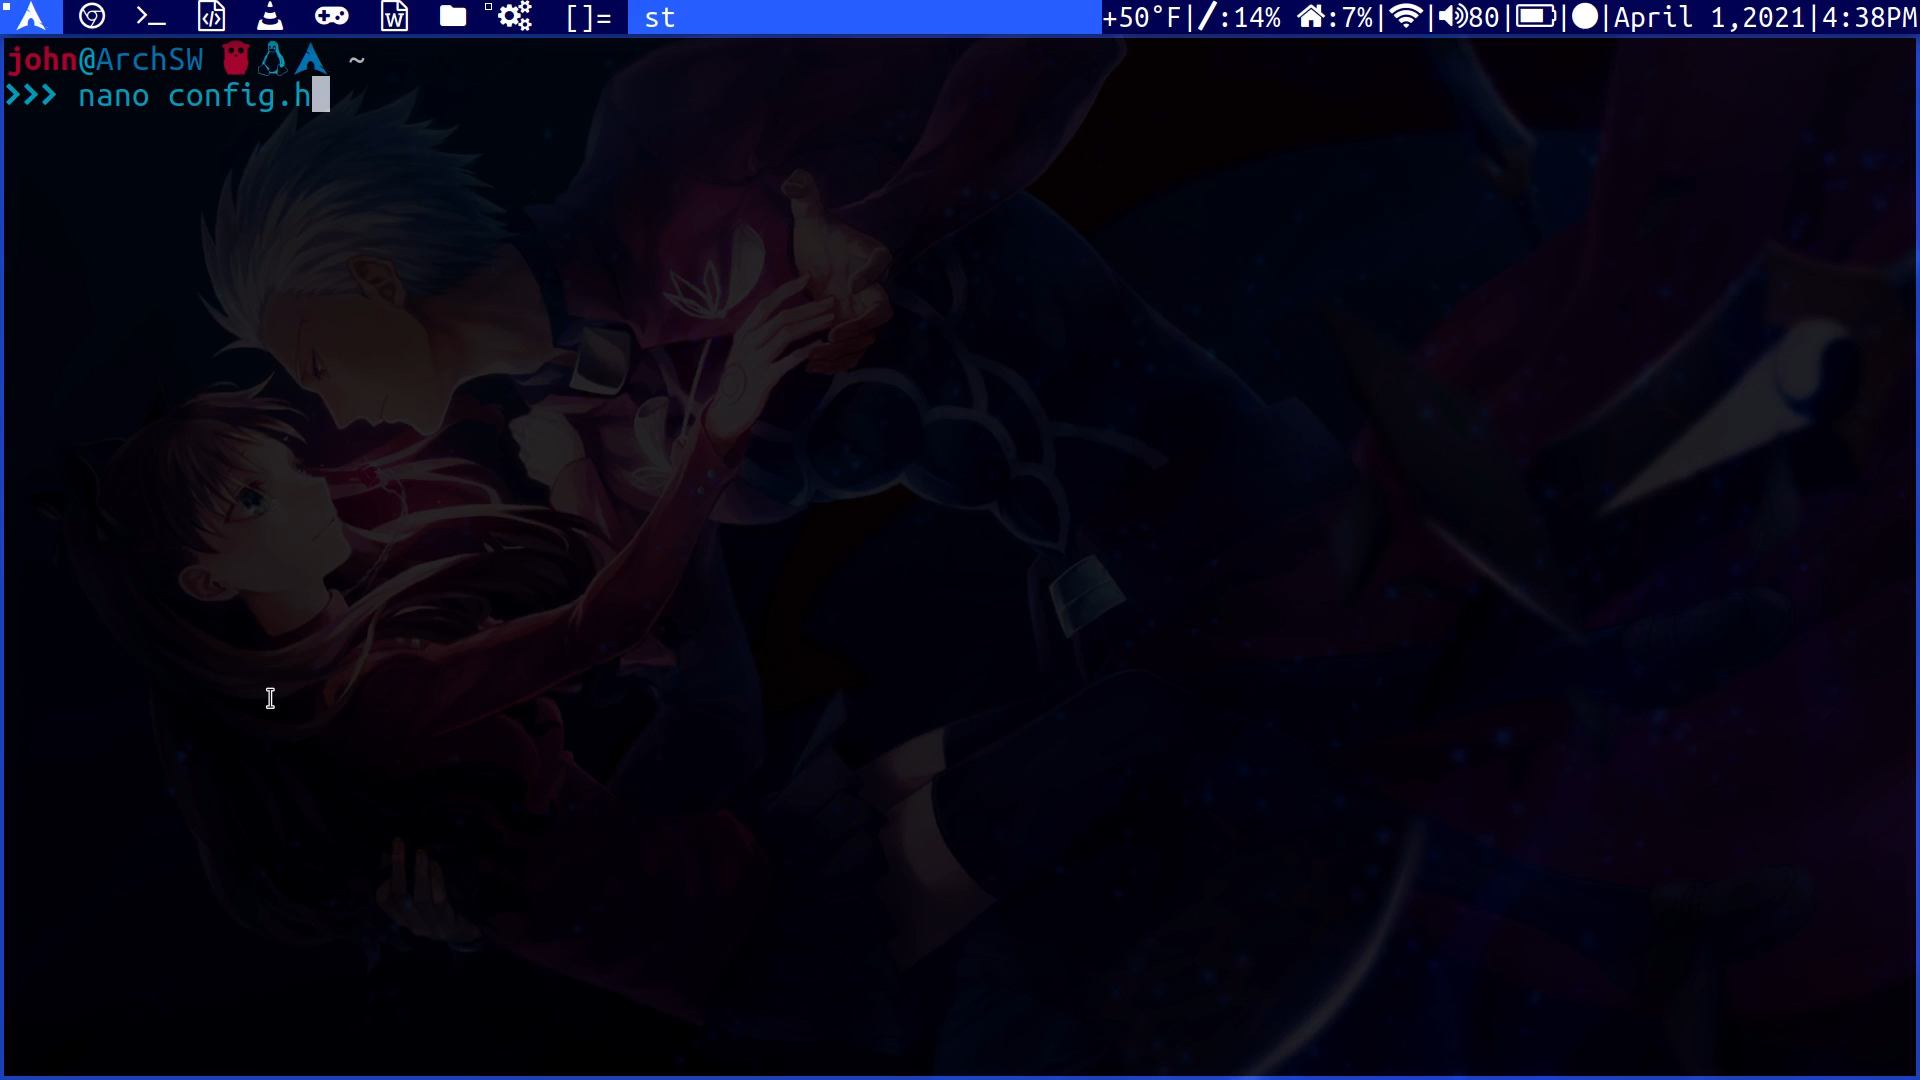 []= st +50°F|/:14% :7%| |80| | |April 1,2021|4:38PM
john@ArchSW ~
>>> nano config.h